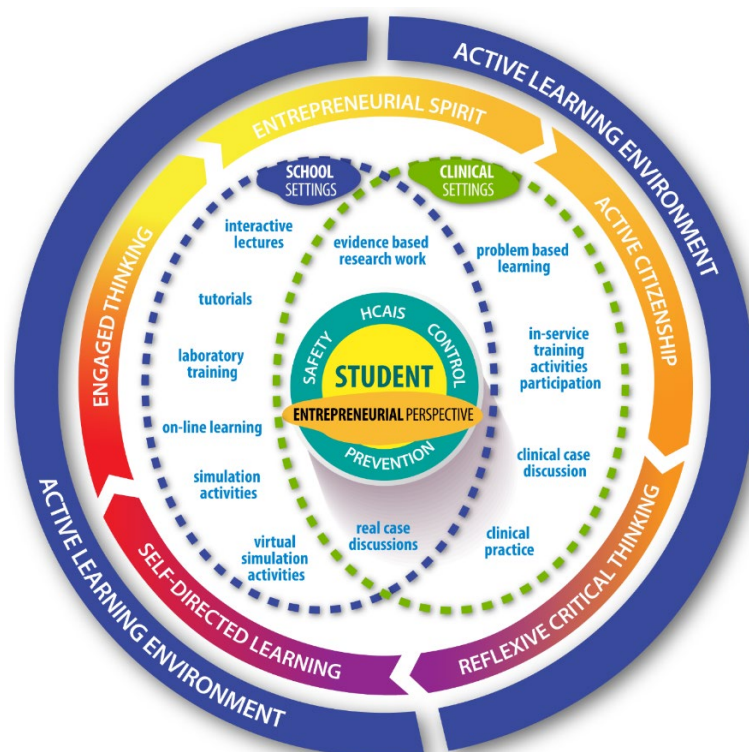 ACTIVE LEARNING ENVIRONMENT
ENTREPRENEURIAL SPIRIT
ACTIVE CITIZENSHIP
REFLEXIVE CRITICAL THINKING
SELF-DIRECTED LEARNING
ENGAGED THINKING
ACTIVE LEARNING ENVIRONMENT
SCHOOL
SETTINGS
CLINICAL
SETTINGS
interactive
lectures
tutorials
laboratory
training
on-line learning
simulation
activities
virtual
simulation
activities
evidence based
research work
real case
discussions
problem based
learning
in-service
training
activities
participation
clinical case
discussion
clinical
practice
SAFETY
HCAIS
CONTROL
STUDENT
ENTREPRENEURIAL PERSPECTIVE
PREVENTION